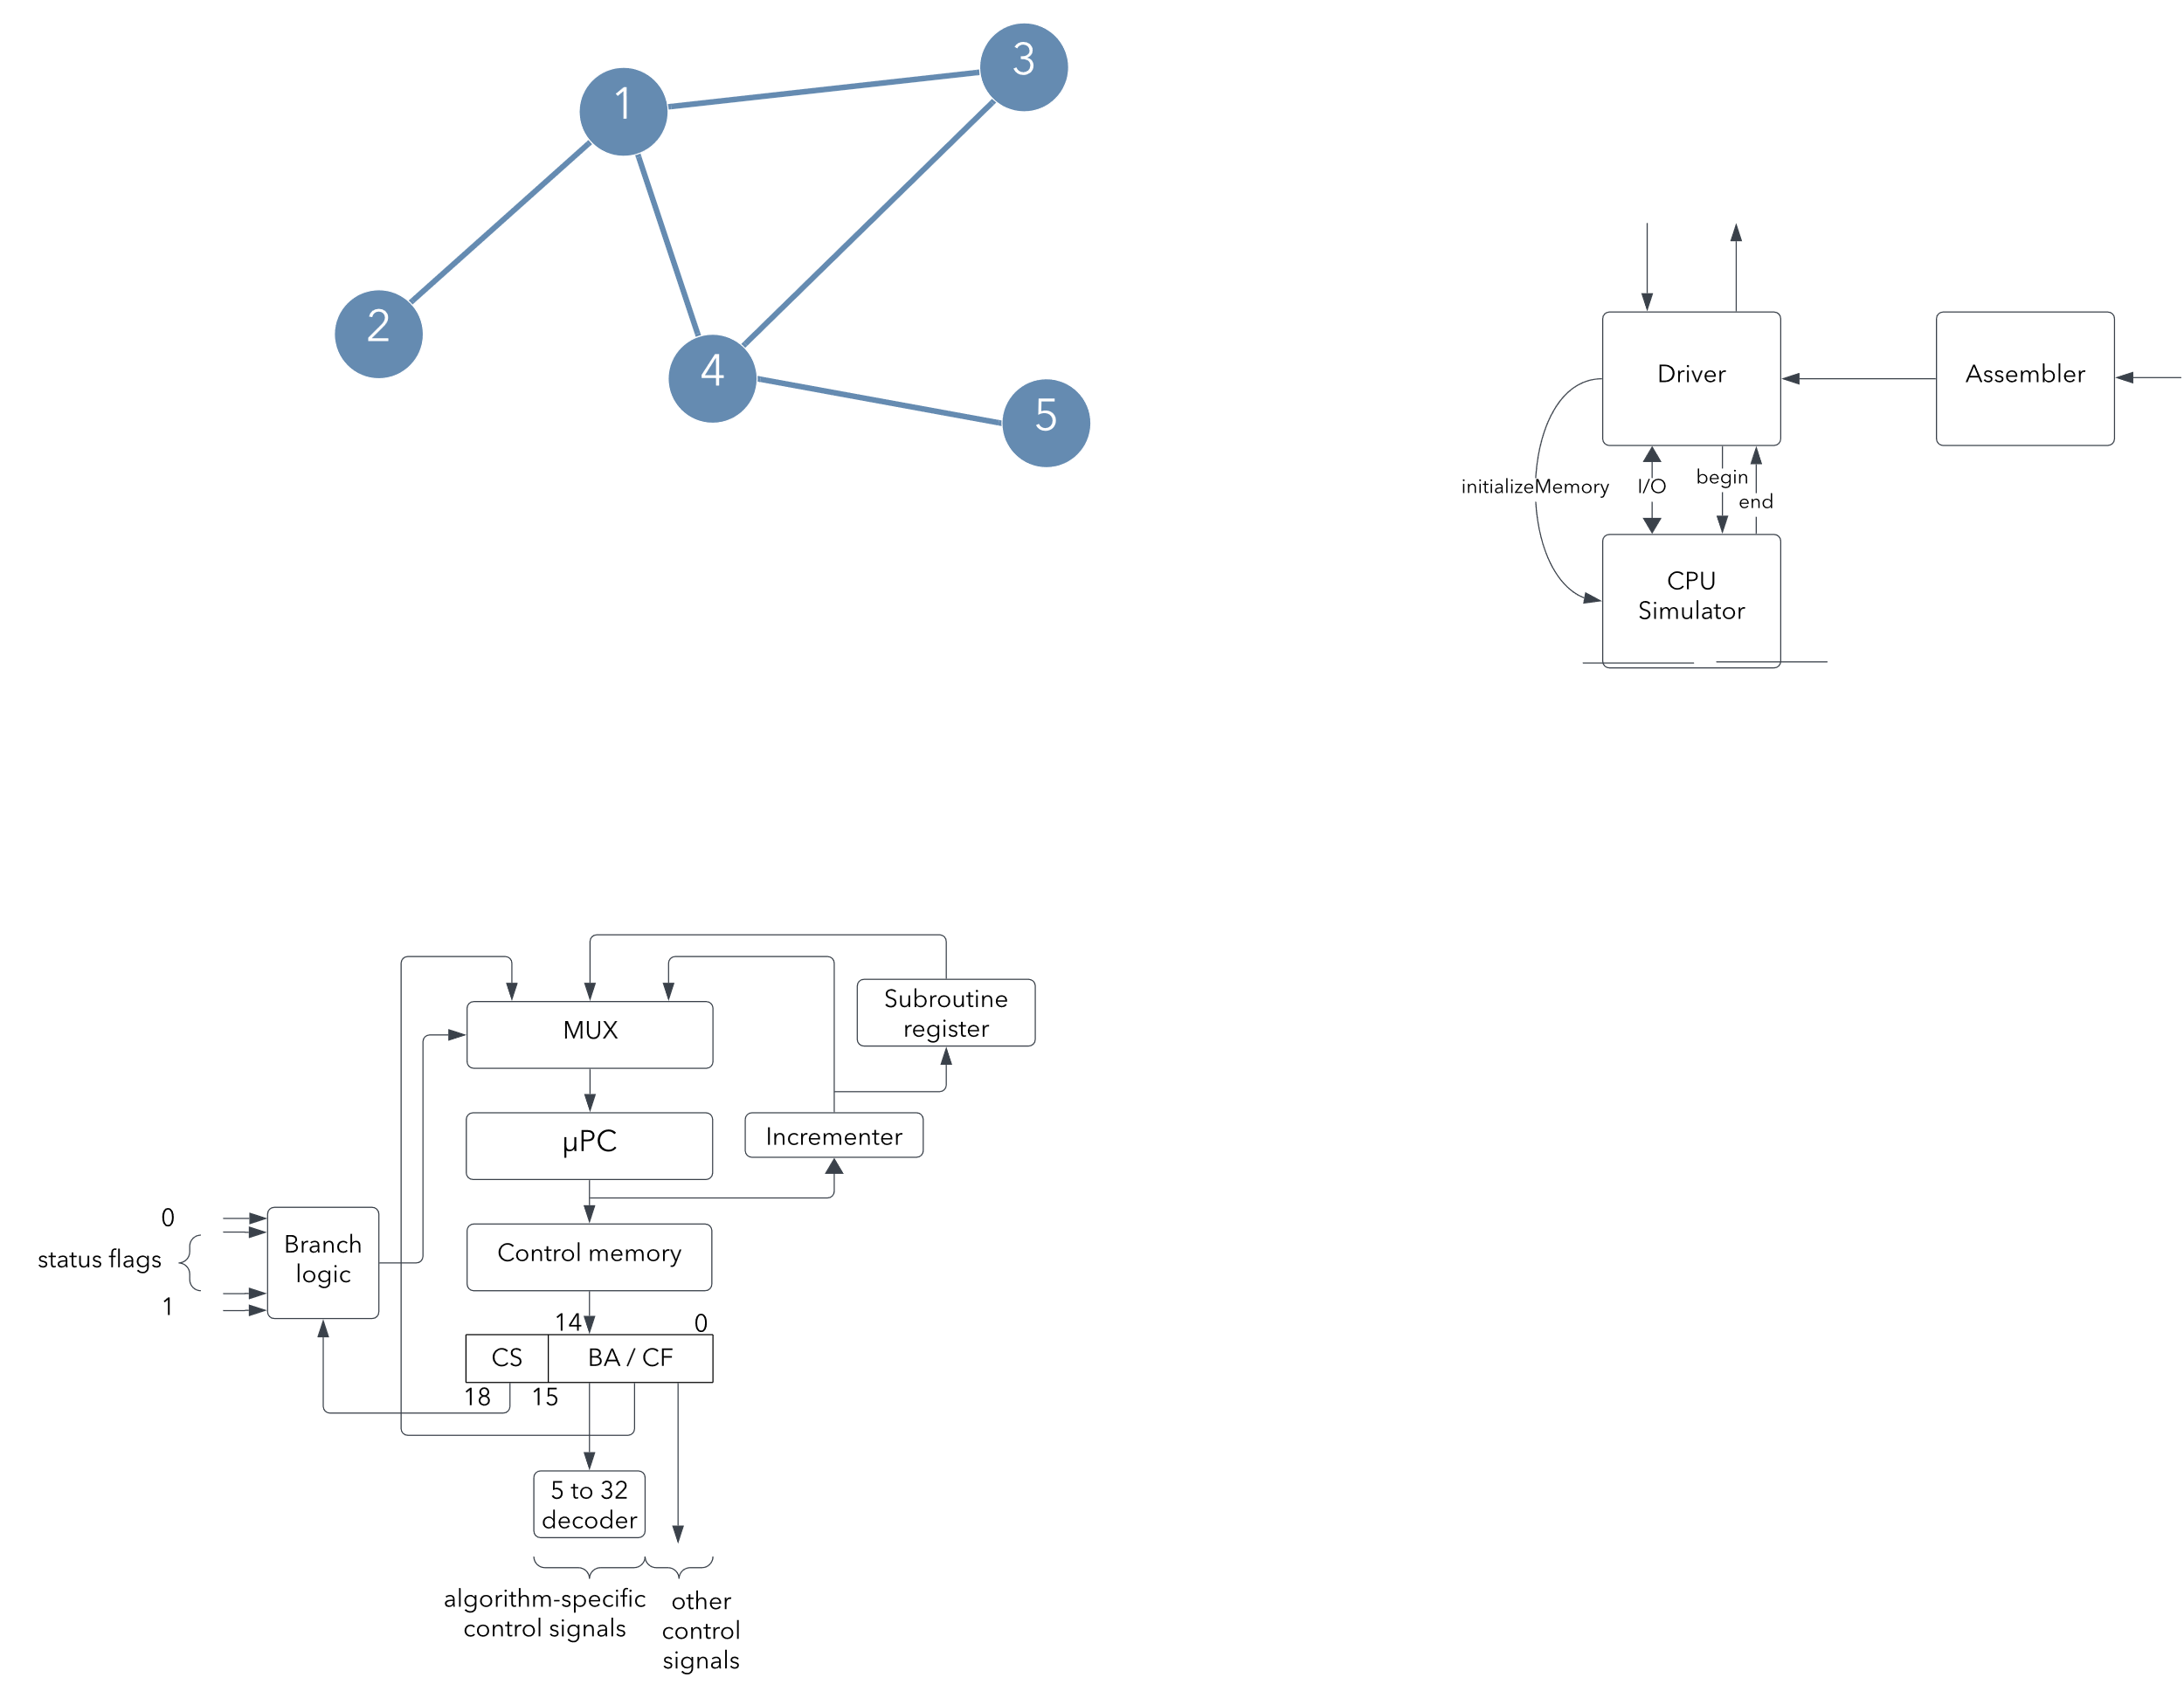 1
3
2
4
5
Driver
Assembler
initializeMemory
I/O
begin
end
CPU
Simulator
MUX
Subroutine
register
μPC
Incrementer
0
status flags
1
Branch
logic
Control memory
14
0
CS
BA / CF
18
15
5 to 32
decoder
algorithm-specific
control signals
other
control
signals